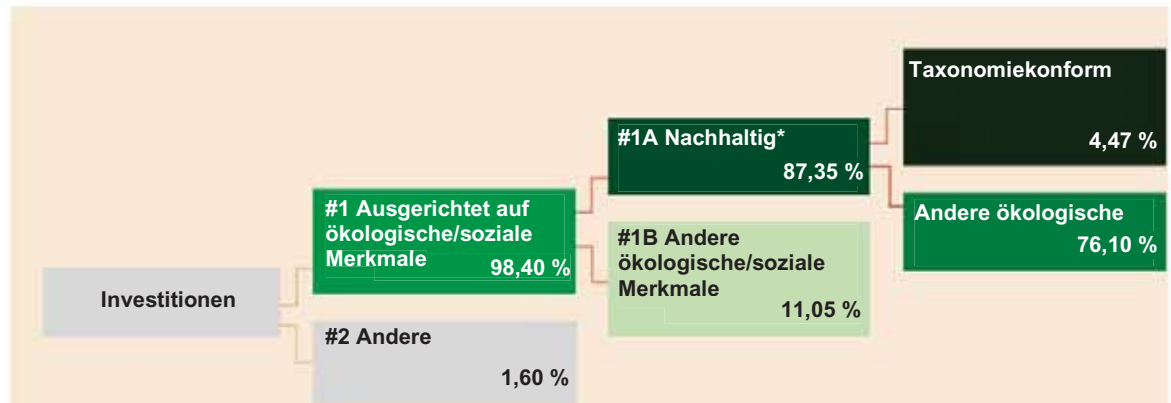 Investitionen
#1 Ausgerichtet auf
ökologische/soziale
Merkmale
98,40 %
#2 Andere
1,60 %
#1A Nachhaltig*
87,35 %
#1B Andere
ökologische/soziale
Merkmale
11,05 %
Taxonomiekonform
4,47 %
Andere ökologische
76,10 %